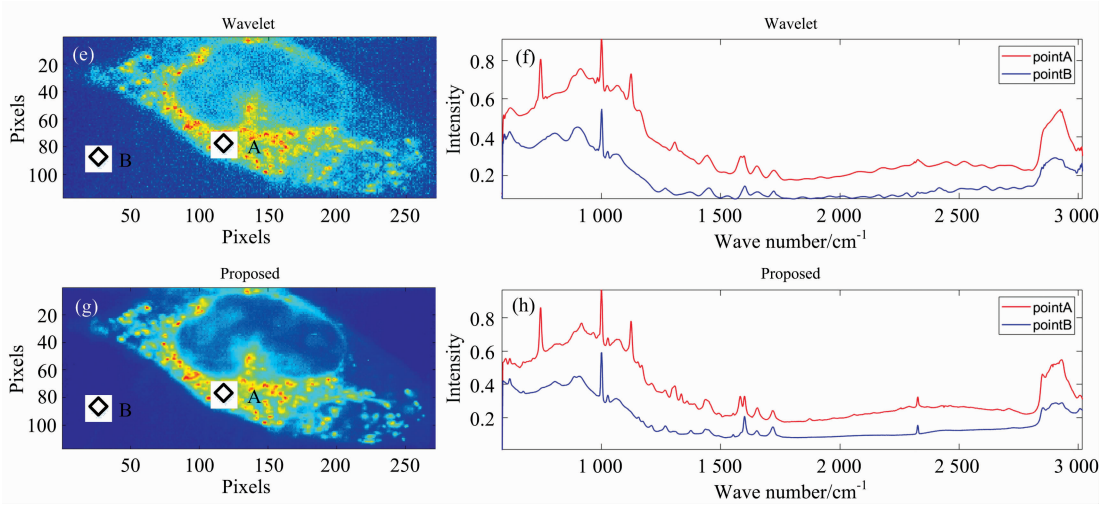 Wavelet
(e)
20
40
60
80
100
Pixels
B
A
50 100 150 200 250
Pixels
Wavelet
(f)
pointA
pointB
0.8
0.6
0.4
0.2
Intensity
1 000 1 500 2 000 2 500 3 000
Wave number/cm⁻¹
Proposed
(g)
20
40
60
80
100
Pixels
B
A
50 100 150 200 250
Pixels
Proposed
(h)
pointA
pointB
0.8
0.6
0.4
0.2
Intensity
1 000 1 500 2 000 2 500 3 000
Wave number/cm⁻¹